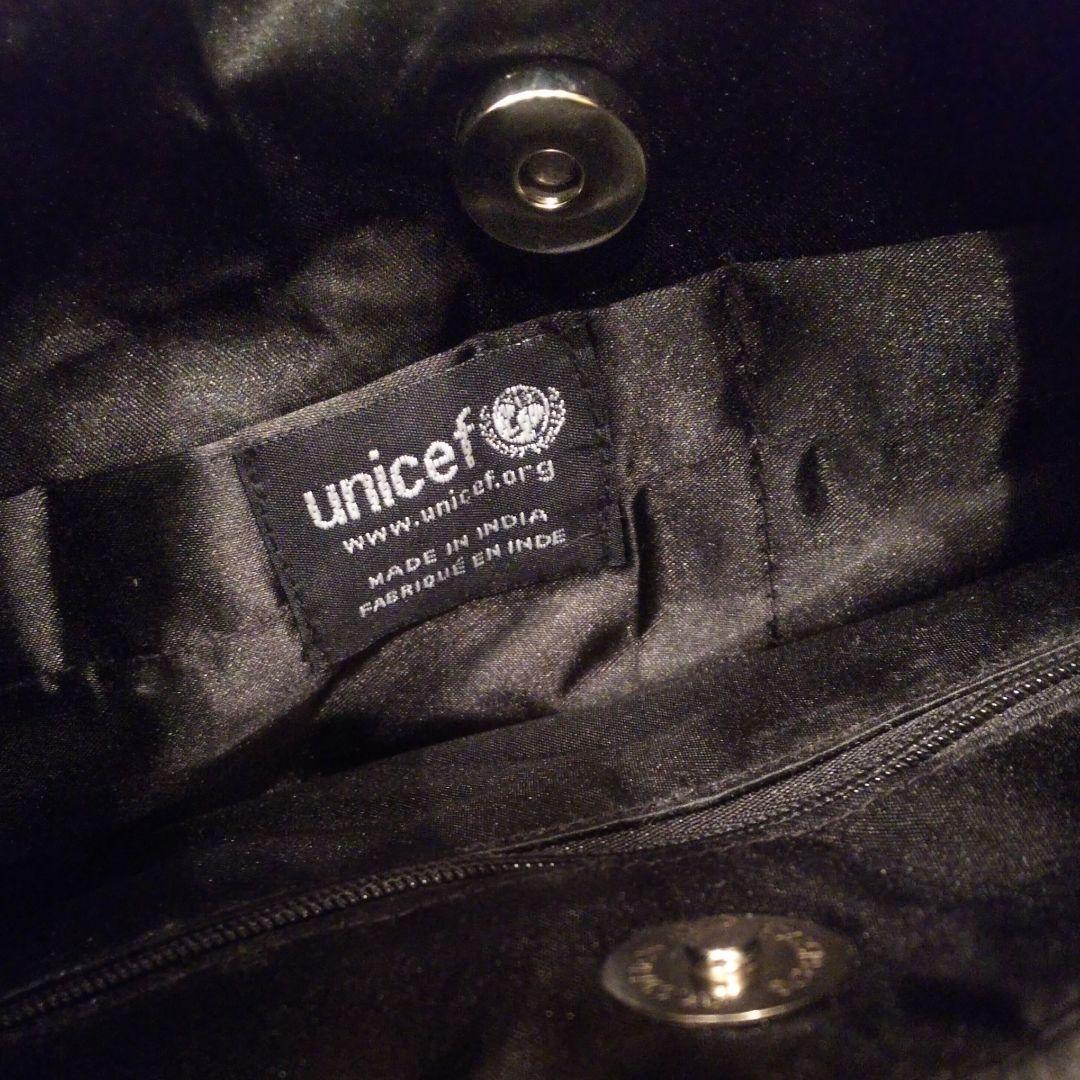 unicef
www.unicef.org
MADE IN INDIA
FABRIQUÉ EN INDE